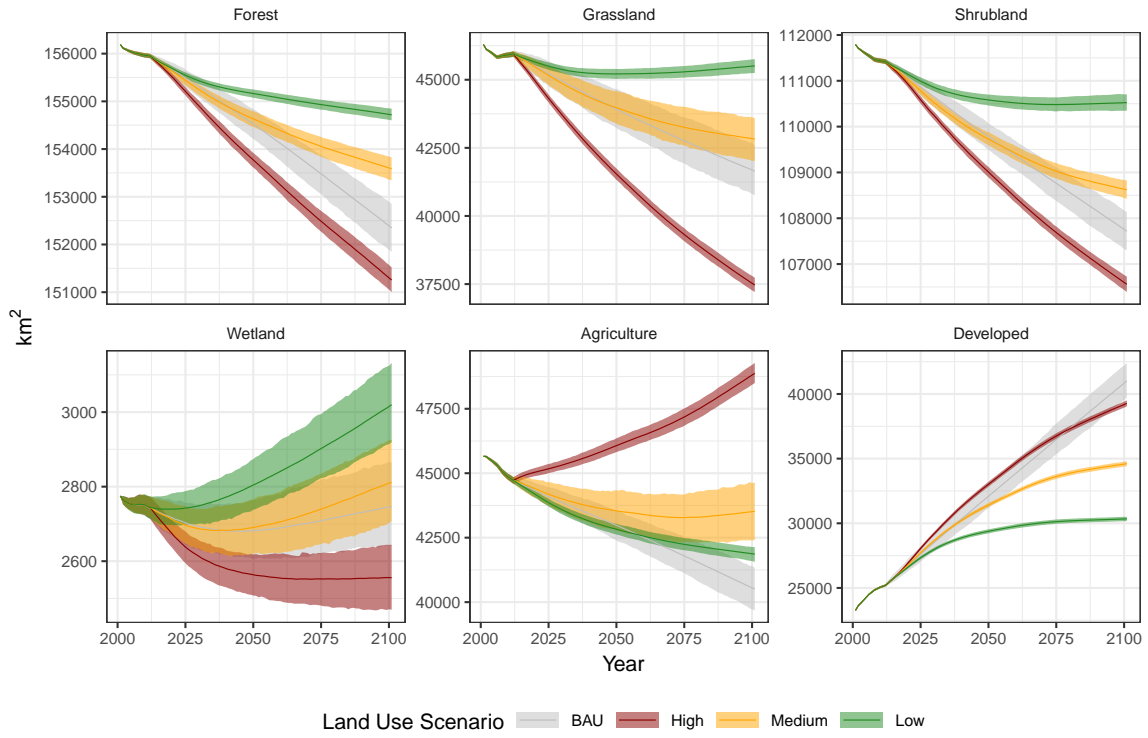 Forest
Grassland
Shrubland
156000
155000
154000
153000
152000
151000
45000
42500
40000
37500
112000
111000
110000
109000
108000
107000
km2
Wetland
Agriculture
Developed
3000
2800
2600
47500
45000
42500
40000
40000
35000
30000
25000
2000 2025 2050 2075 2100
2000 2025 2050 2075 2100
2000 2025 2050 2075 2100
Year
Land Use Scenario BAU High Medium Low